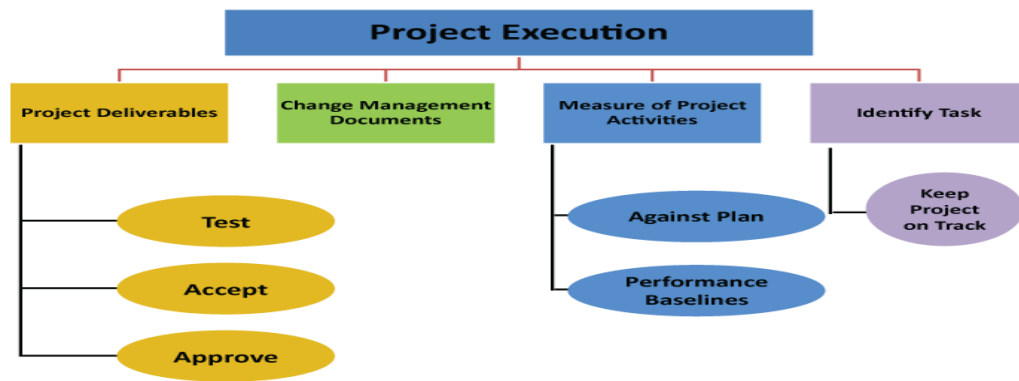 Project Execution
Project Deliverables
Change Management
Documents
Measure of Project
Activities
Identify Task
Test
Accept
Approve
Against Plan
Performance
Baselines
Keep
Project
on Track